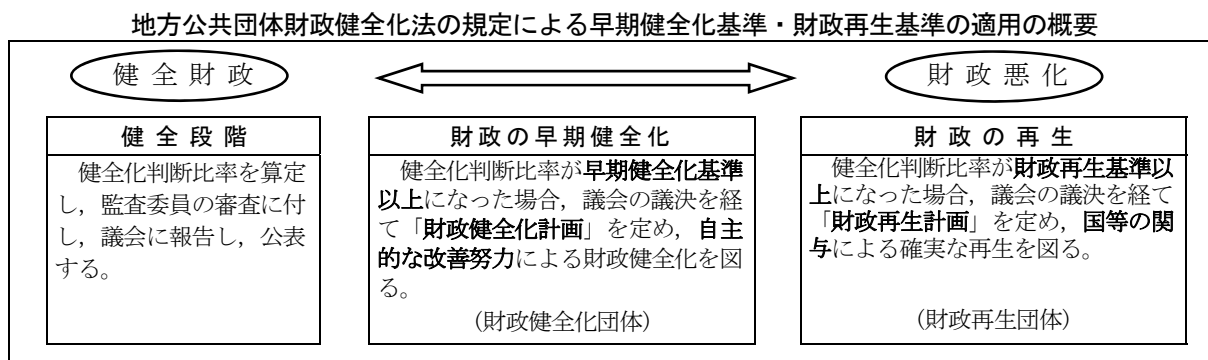 地方公共団体財政健全化法の規定による早期健全化基準・財政再生基準の適用の概要
健全財政
財政悪化
健全段階
健全化判断比率を算定
し，監査委員の審査に付
し，議会に報告し，公表
する。
財政の早期健全化
健全化判断比率が早期健全化基準
以上になった場合，議会の議決を経
て「財政健全化計画」を定め，自主
的な改善努力による財政健全化を図
る。
（財政健全化団体）
財政の再生
健全化判断比率が財政再生基準以
上になった場合，議会の議決を経て
「財政再生計画」を定め，国等の関
与による確実な再生を図る。
（財政再生団体）